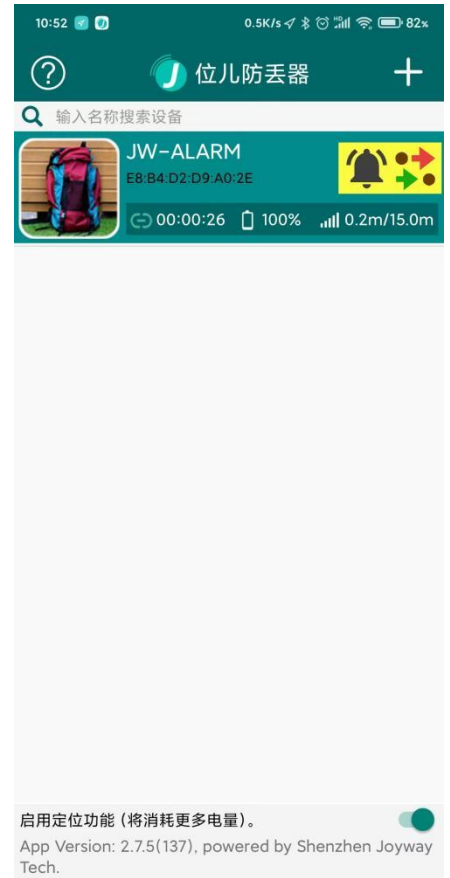 10:52 0.5K/s HD 82%
位儿防丢器
输入名称搜索设备
JW-ALARM
E8:B4:D2:D9:A0:2E
00:00:26 100% 0.2m/15.0m
启用定位功能 (将消耗更多电量)。
App Version: 2.7.5(137), powered by Shenzhen Joyway
Tech.